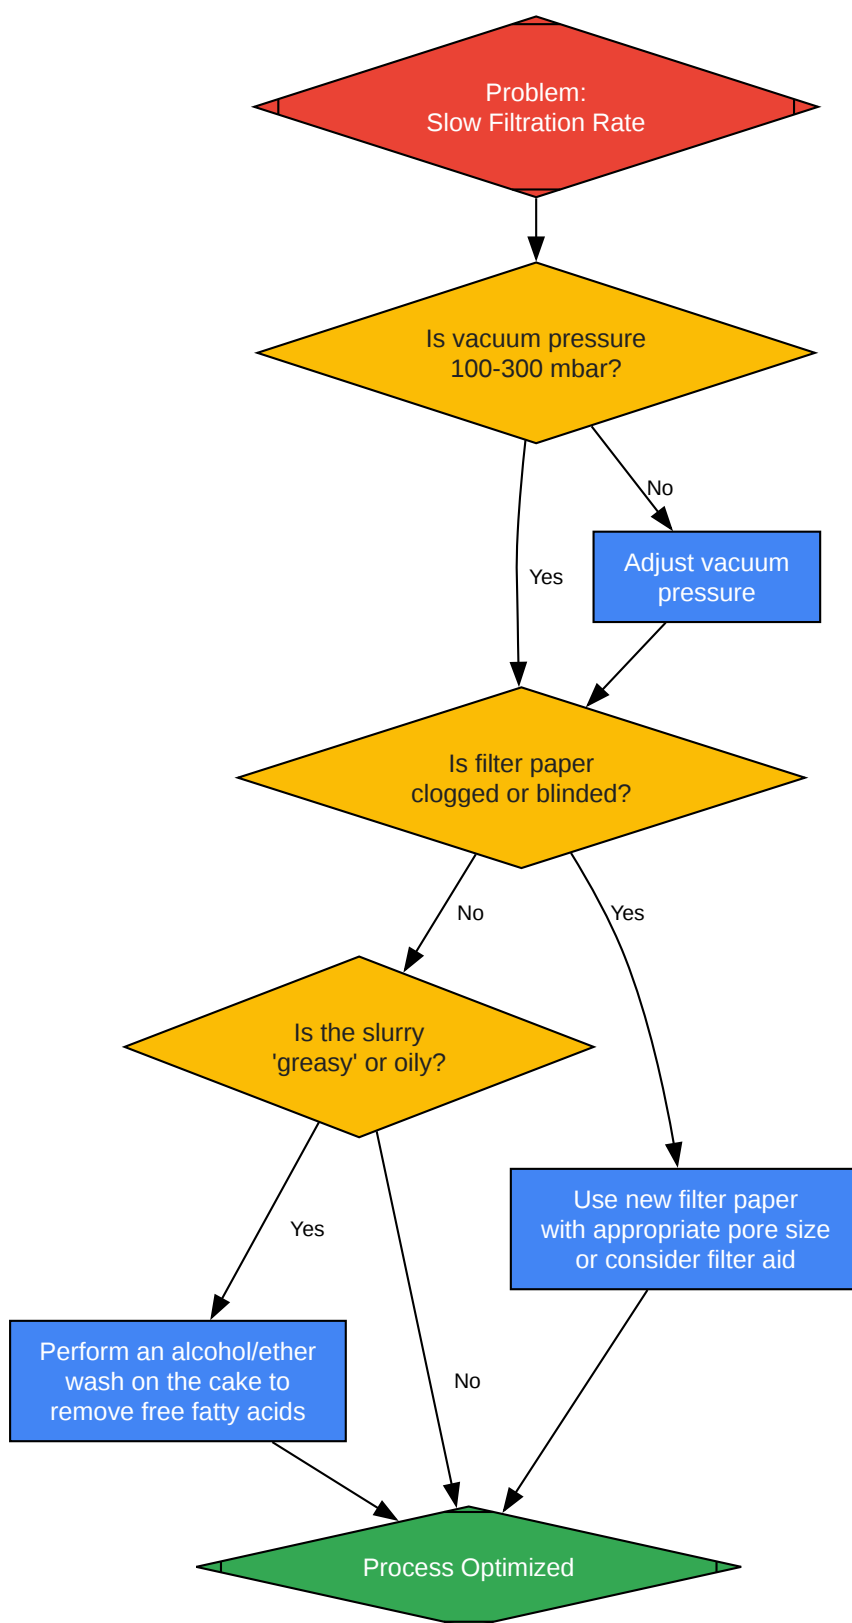 Problem:
Slow Filtration Rate
Is vacuum pressure
100-300 mbar?
No
Yes
Adjust vacuum
pressure
Is filter paper
clogged or blinded?
No
Yes
Is the slurry
'greasy' or oily?
Yes
Use new filter paper
with appropriate pore size
or consider filter aid
Perform an alcohol/ether
wash on the cake to
remove free fatty acids
No
Process Optimized